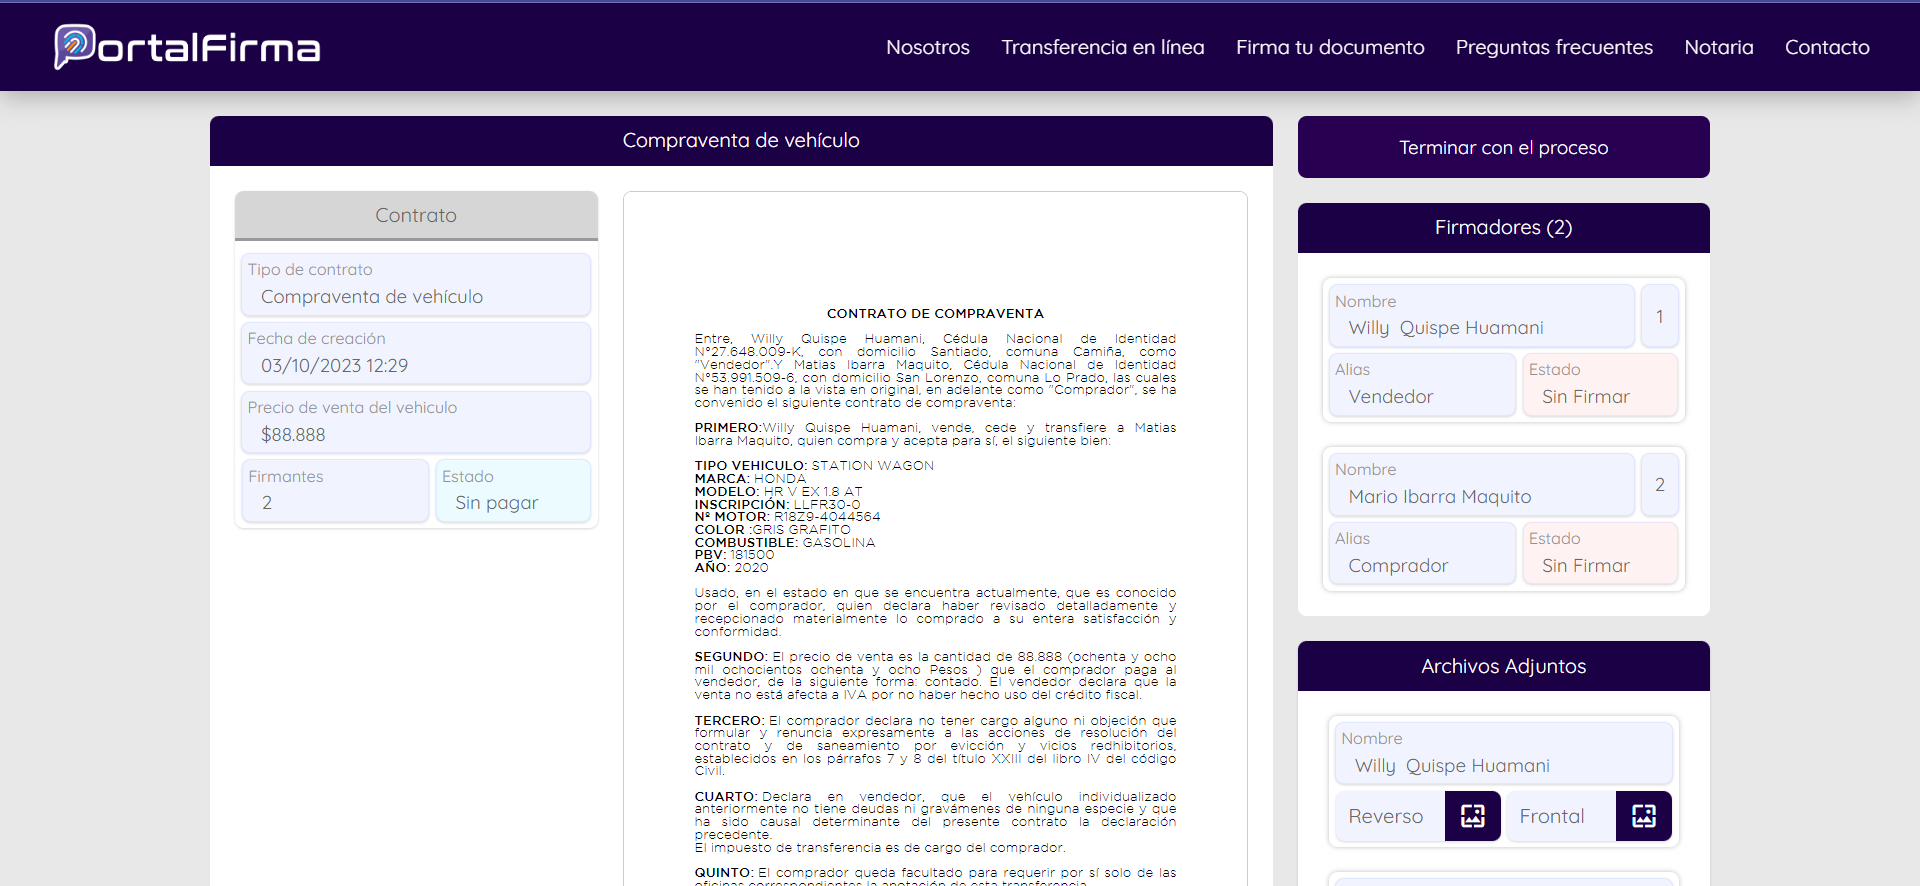 PortalFirma
Nosotros Transferencia en línea Firma tu documento Preguntas frecuentes Notaria Contacto
Compraventa de vehículo
Contrato
Tipo de contrato
Compraventa de vehículo
Fecha de creación
03/10/2023 12:29
Precio de venta del vehiculo
$88.888
Firmantes
2
Estado
Sin pagar
CONTRATO DE COMPRAVENTA
Entre, Willy Quispe Huamani, Cédula Nacional de Identidad
N°27.648.009-K, con domicilio Santiado, comuna Camiña, como
"Vendedor".Y Matias Ibarra Maquito, Cédula Nacional de Identidad
N°53.991.509-6, con domicilio San Lorenzo, comuna Lo Prado, las cuales
se han tenido a la vista en original, en adelante como "Comprador", se ha
convenido el siguiente contrato de compraventa:
PRIMERO:Willy Quispe Huamani, vende, cede y transfiere a Matias
Ibarra Maquito, quien compra y acepta para sí, el siguiente bien:
TIPO VEHICULO: STATION WAGON
MARCA: HONDA
MODELO: HR V EX 1.8 AT
INSCRIPCIÓN: LLFR30-0
Nº MOTOR: R18Z9-4044564
COLOR :GRIS GRAFITO
COMBUSTIBLE: GASOLINA
PBV: 181500
AÑO: 2020
Usado, en el estado en que se encuentra actualmente, que es conocido
por el comprador, quien declara haber revisado detalladamente y
recepcionado materialmente lo comprado a su entera satisfacción y
conformidad.
SEGUNDO: El precio de venta es la cantidad de 88.888 (ochenta y ocho
mil ochocientos ochenta y ocho Pesos ) que el comprador paga al
vendedor, de la siguiente forma: contado. El vendedor declara que la
venta no está afecta a IVA por no haber hecho uso del crédito fiscal.
TERCERO: El comprador declara no tener cargo alguno ni objeción que
formular y renuncia expresamente a las acciones de resolución del
contrato y de saneamiento por evicción y vicios redhibitorios,
establecidos en los párrafos 7 y 8 del título XXIII del libro IV del código
Civil.
CUARTO: Declara en vendedor, que el vehículo individualizado
anteriormente no tiene deudas ni gravámenes de ninguna especie y que
ha sido causal determinante del presente contrato la declaración
precedente.
El impuesto de transferencia es de cargo del comprador.
QUINTO: El comprador queda facultado para requerir por sí solo de las
oficinas correspondientes la anotación de esta transferencia
Terminar con el proceso
Firmadores (2)
Nombre
Willy Quispe Huamani
1
Alias
Vendedor
Estado
Sin Firmar
Nombre
Mario Ibarra Maquito
2
Alias
Comprador
Estado
Sin Firmar
Archivos Adjuntos
Nombre
Willy Quispe Huamani
Reverso
Frontal